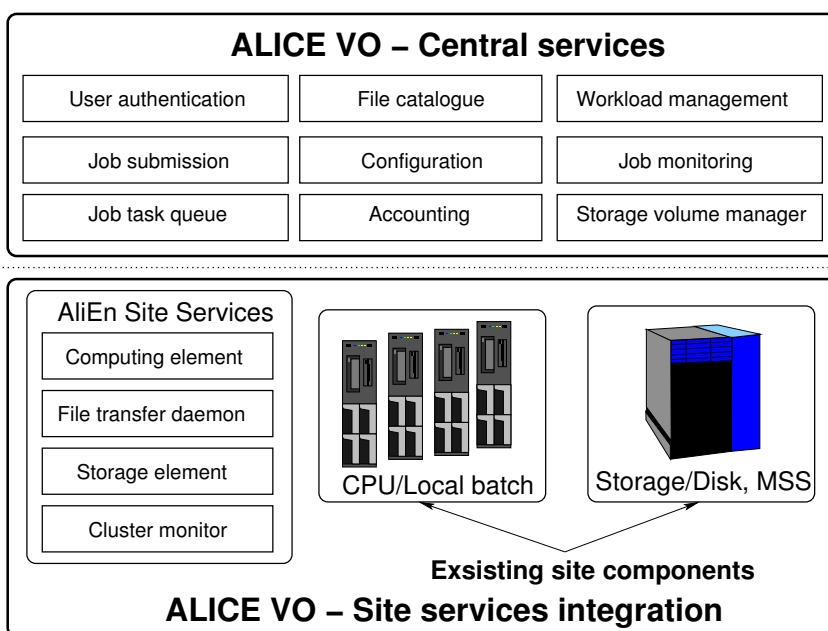 ALICE VO – Central services
User authentication
File catalogue
Workload management
Job submission
Configuration
Job monitoring
Job task queue
Accounting
Storage volume manager
AliEn Site Services
Computing element
File transfer daemon
Storage element
Cluster monitor
CPU/Local batch
Storage/Disk, MSS
Exsisting site components
ALICE VO – Site services integration